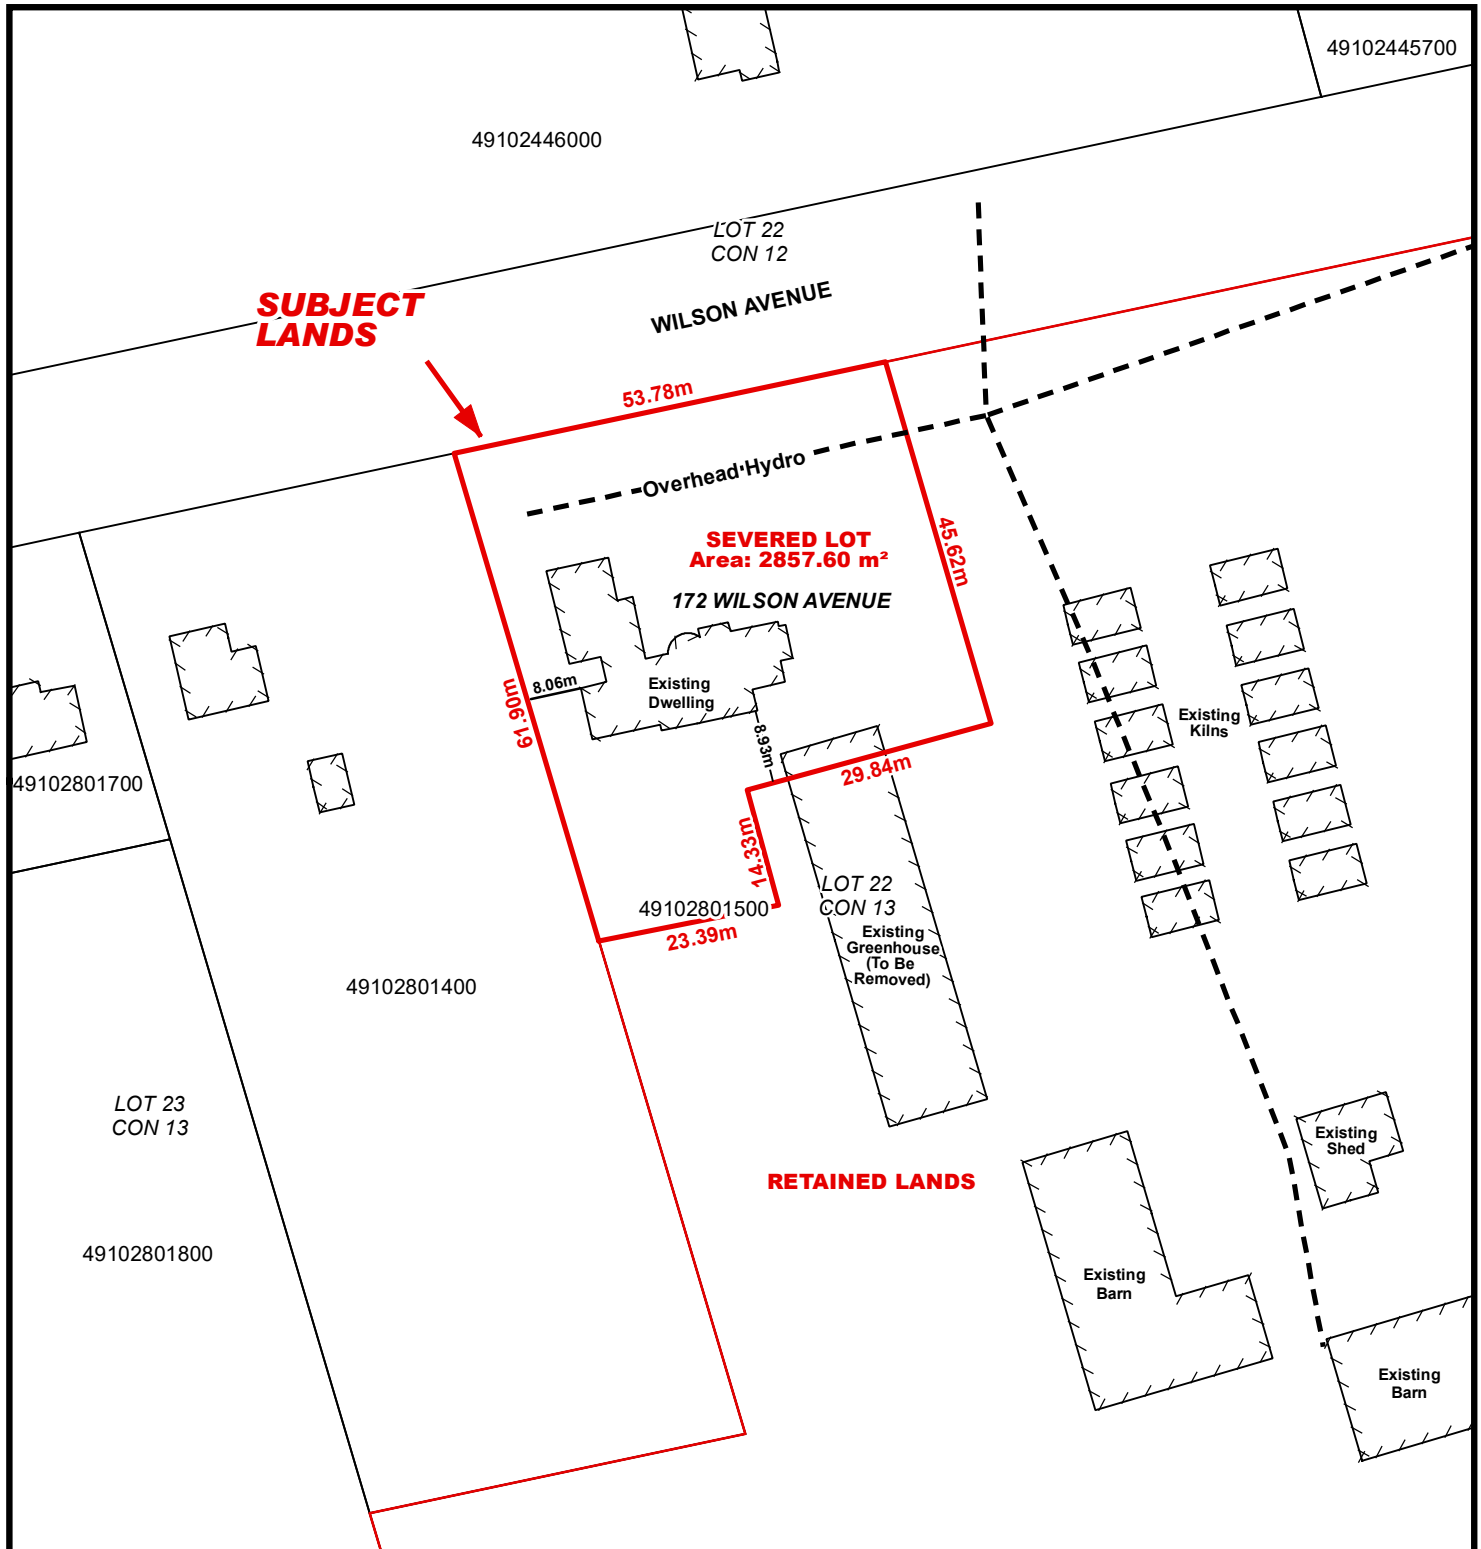 49102445700
49102446000
LOT 22
CON 12
SUBJECT
LANDS
WILSON AVENUE
53.78m
Overhead Hydro
SEVERED LOT
Area: 2857.60 m²
45.62m
172 WILSON AVENUE
Existing
Dwelling
8.06m
61.90m
8.93m
Existing
Kilns
29.84m
49102801700
14.33m
LOT 22
CON 13
49102801500
23.39m
Existing
Greenhouse
(To Be
Removed)
49102801400
LOT 23
CON 13
Existing
Shed
RETAINED LANDS
49102801800
Existing
Barn
Existing
Barn